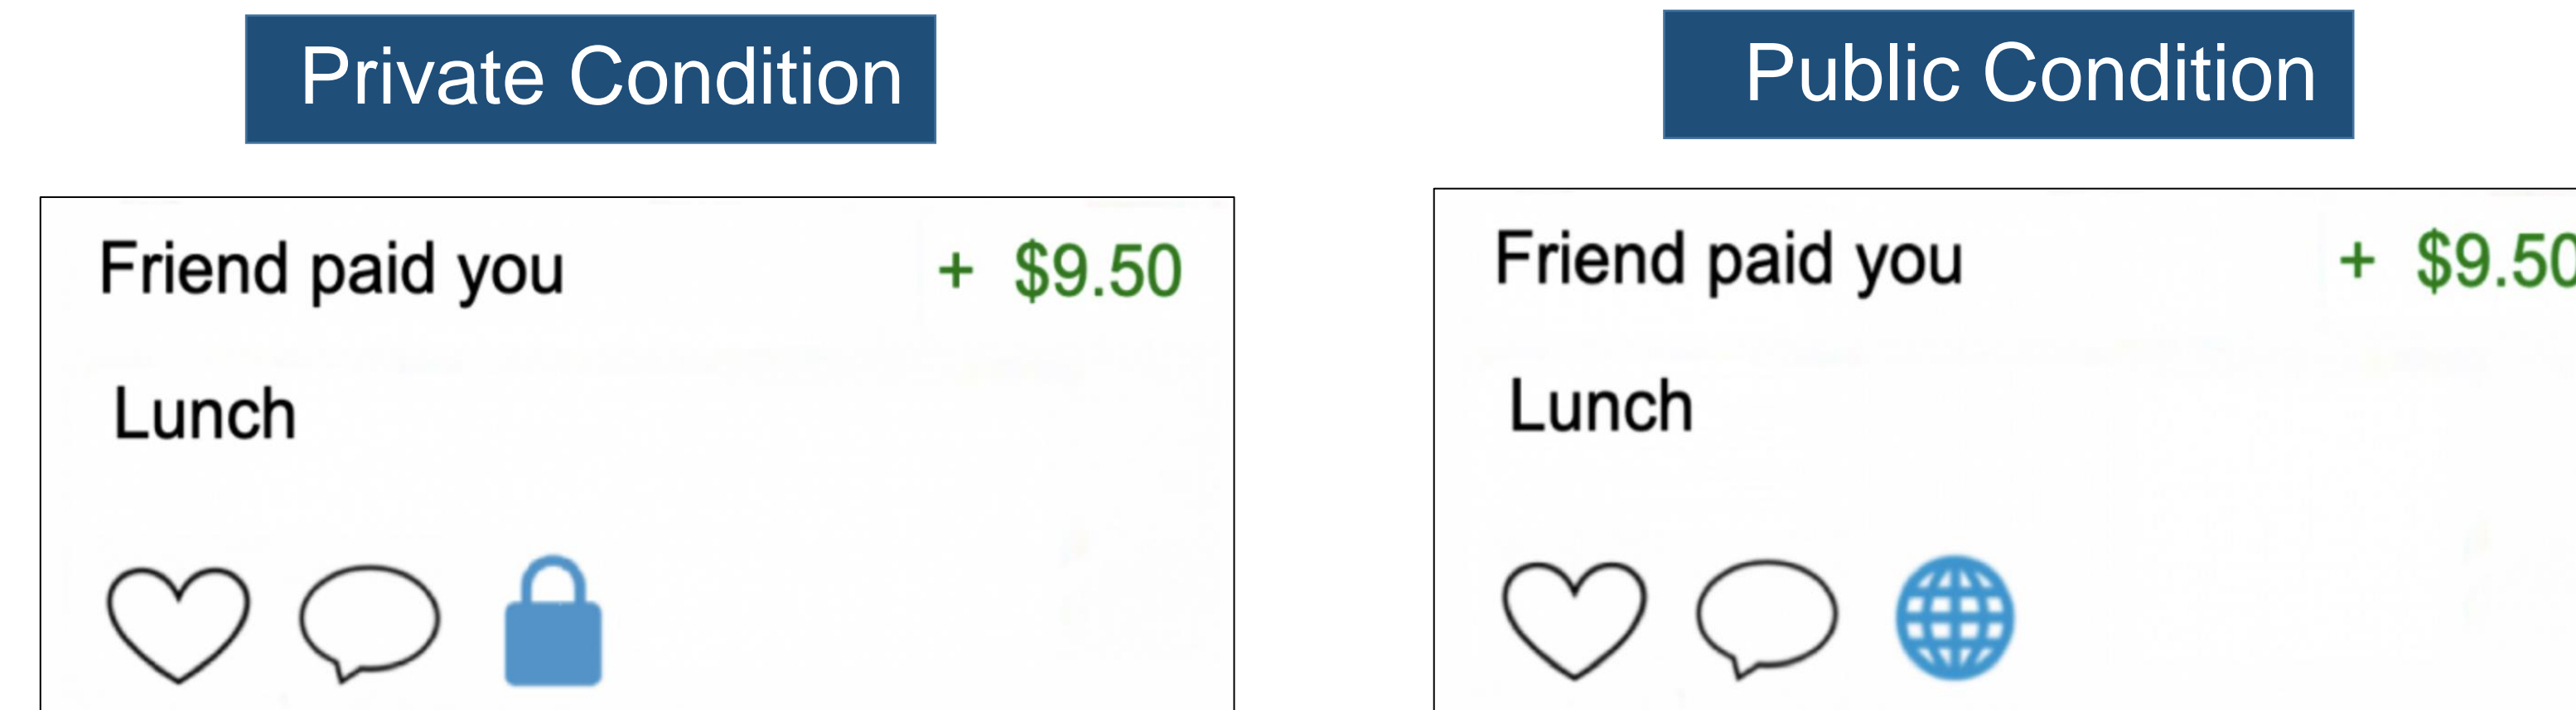 Private Condition
Friend paid you + $9.50
Lunch
Public Condition
Friend paid you + $9.50
Lunch